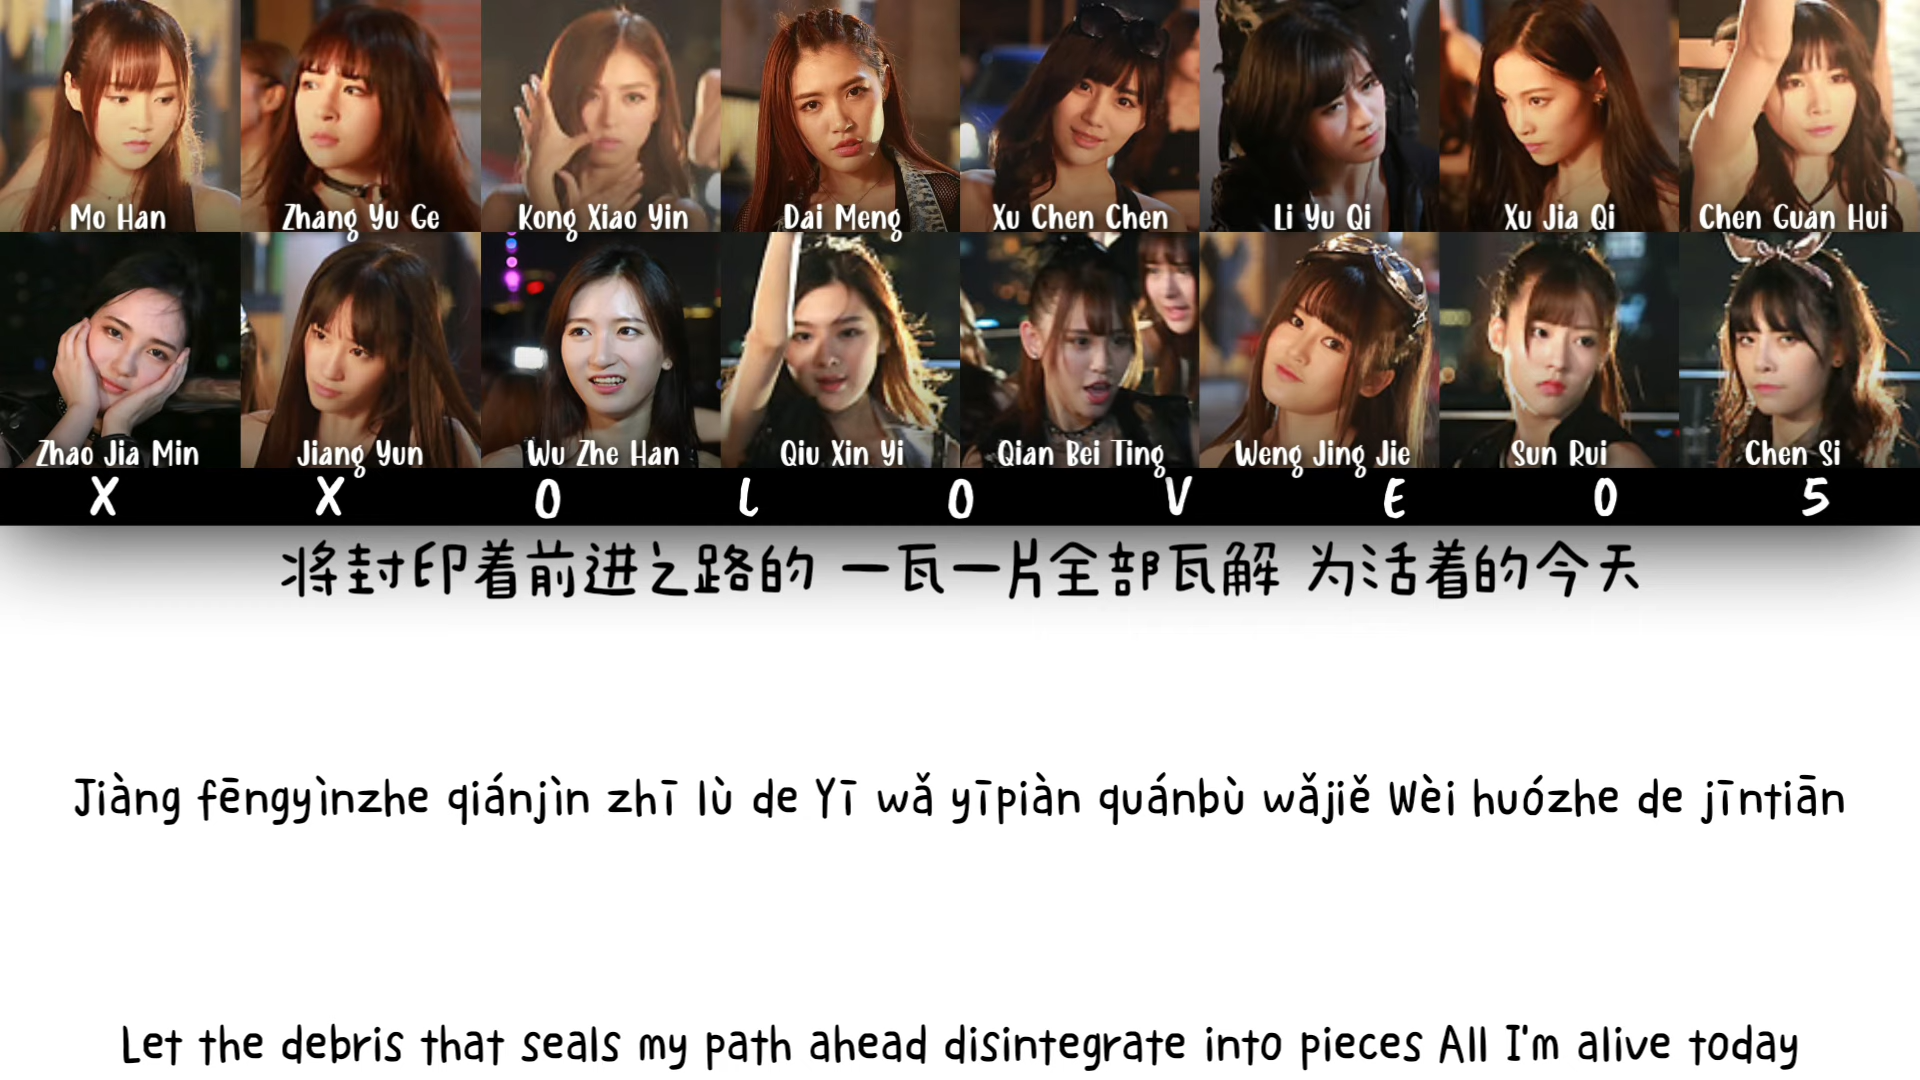 Mo Han Zhang Yu Ge Kong Xiao Yin Dai Meng Xu Chen Chen Li Yu Qi Xu Jia Qi Chen Guan Hui
Zhao Jia Min Jiang Yun Wu Zhe Han Qiu Xin Yi Qian Bei Ting Weng Jing Jie Sun Rui Chen Si
X X O L O V E 0 5
将封印着前进之路的 一瓦一片全部瓦解 为活着的今天
Jiàng fēngyìnzhe qiánjìn zhī lù de Yī wǎ yīpiàn quánbù wǎjiě Wèi huózhe de jīntiān
Let the debris that seals my path ahead disintegrate into pieces All I'm alive today